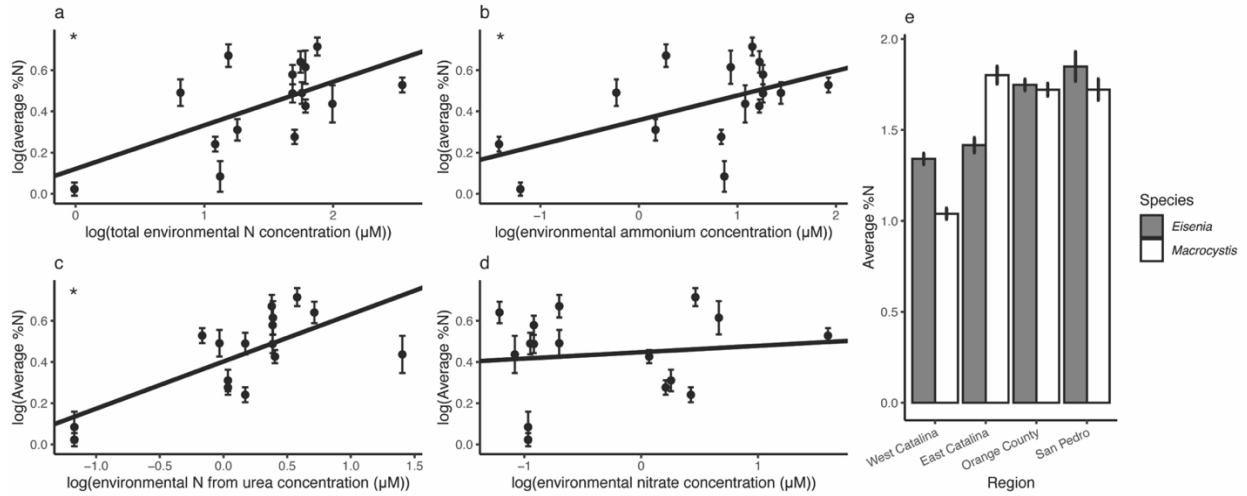 a
*
log(average %N)
0.6
0.4
0.2
0.0
0
1
2
log(total environmental N concentration (µM))
b
*
log(average %N)
0.6
0.4
0.2
0.0
−1
0
1
2
log(environmental ammonium concentration (µM))
c
*
log(Average %N)
0.6
0.4
0.2
0.0
−1.0
−0.5
0.0
0.5
1.0
1.5
log(environmental N from urea concentration (µM))
d
log(Average %N)
0.6
0.4
0.2
0.0
−1
0
1
log(environmental nitrate concentration (µM))
e
Average %N
2.0
1.5
1.0
0.5
0.0
West Catalina
East Catalina
Orange County
San Pedro
Region
Species
Eisenia
Macrocystis